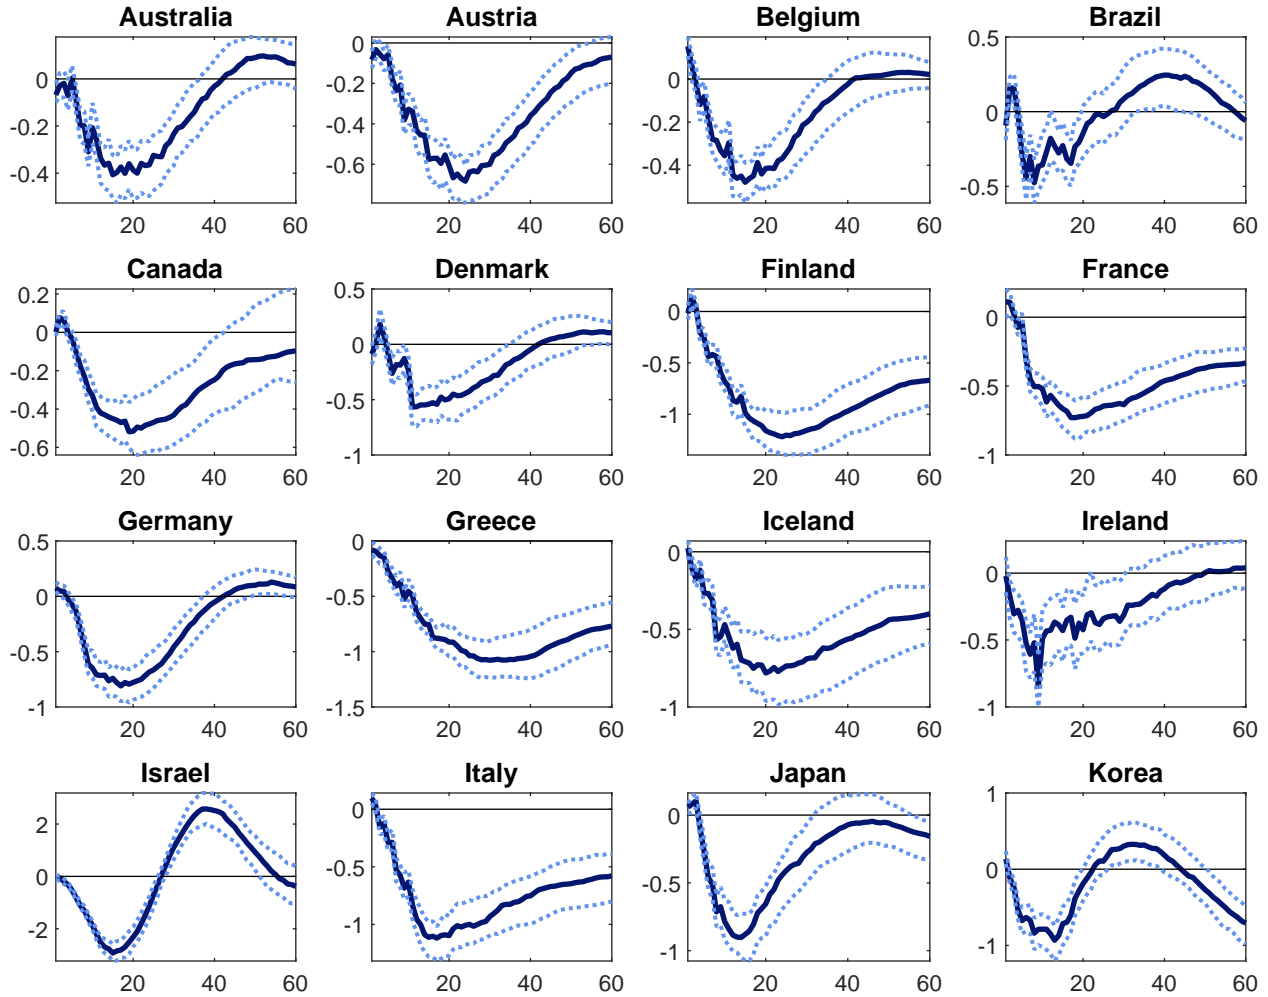 Australia Austria Belgium Brazil
0 -0.2 -0.4 20 40 60
0 -0.2 -0.4 -0.6 20 40 60
0 -0.2 -0.4 20 40 60
0.5 0 -0.5 20 40 60
Canada Denmark Finland France
0.2 0 -0.2 -0.4 -0.6 20 40 60
0.5 0 -0.5 -1 20 40 60
0 -0.5 -1 20 40 60
0 -0.5 -1 20 40 60
Germany Greece Iceland Ireland
0.5 0 -0.5 -1 20 40 60
0 -0.5 -1 -1.5 20 40 60
0 -0.5 -1 20 40 60
0 -0.5 -1 20 40 60
Israel Italy Japan Korea
2 0 -2 20 40 60
0 -0.5 -1 20 40 60
0 -0.5 -1 20 40 60
1 0 -1 20 40 60